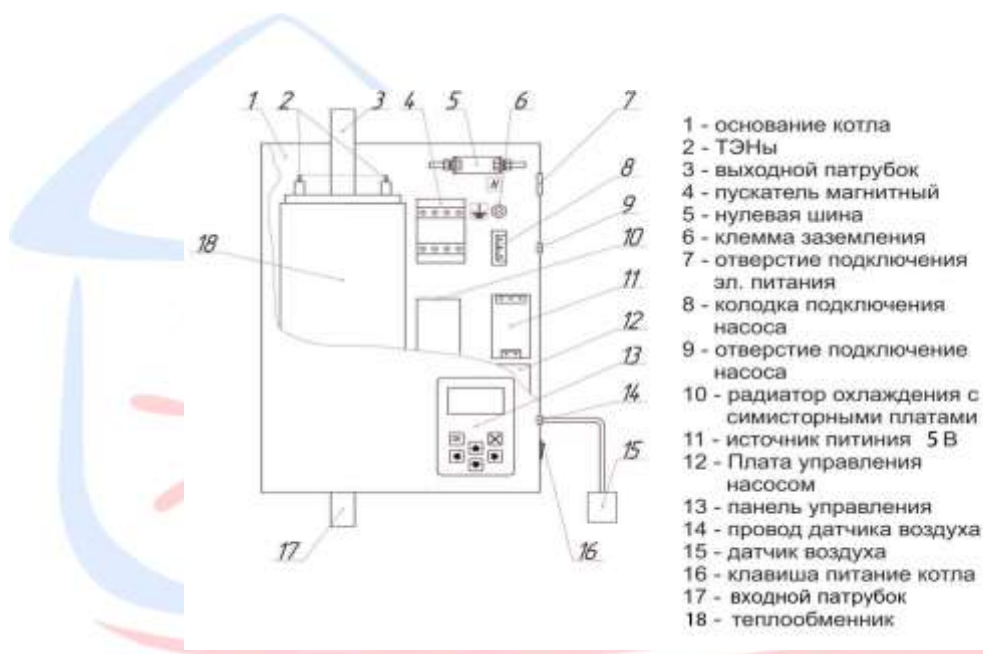 1 2 3 4 5 6 7
8
9
10
18
11
12
13
14
15
17
16
N
1 - основание котла
2 - ТЭНы
3 - выходной патрубок
4 - пускатель магнитный
5 - нулевая шина
6 - клемма заземления
7 - отверстие подключения
эл. питания
8 - колодка подключения
насоса
9 - отверстие подключение
насоса
10 - радиатор охлаждения с
симисторными платами
11 - источник питиния 5 В
12 - Плата управления
насосом
13 - панель управления
14 - провод датчика воздуха
15 - датчик воздуха
16 - клавиша питание котла
17 - входной патрубок
18 - теплообменник